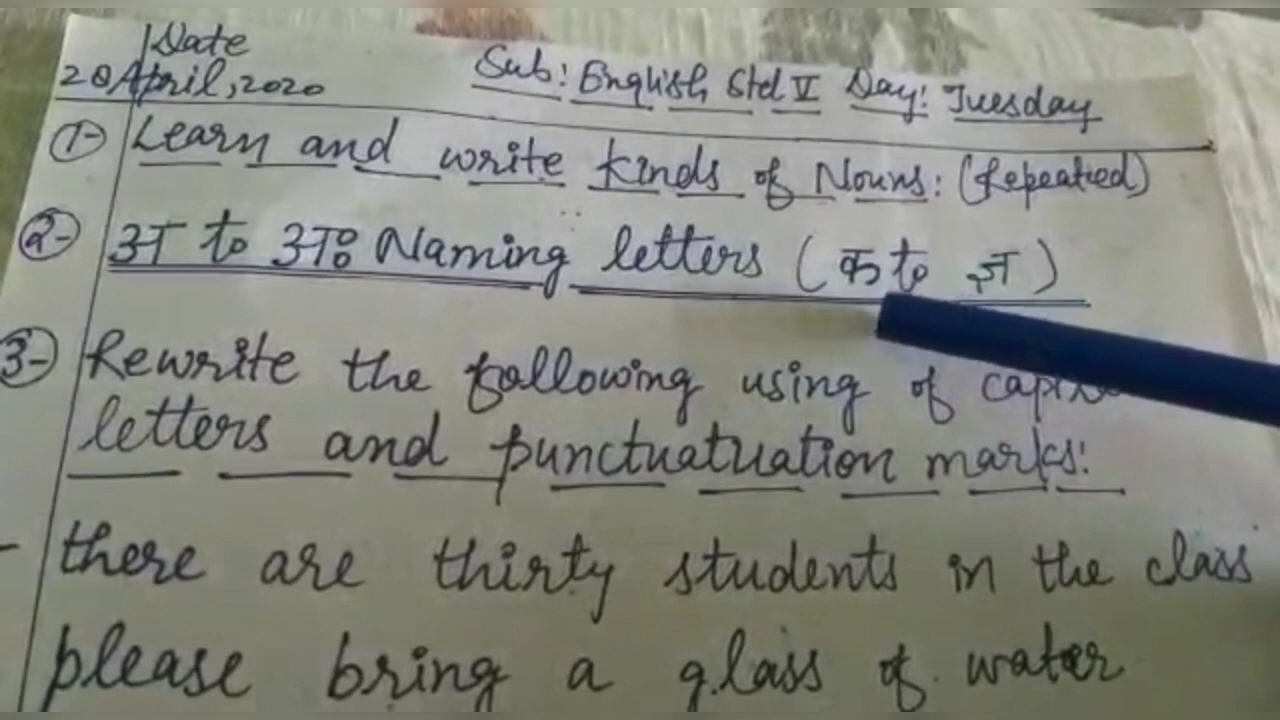 Date
28 April, 2020 Sub: English Std V Day: Tuesday
1- Learn and write kinds of Nouns: (Repeated)
2- अ to अः Naming letters (क to ज्ञ)
3- Rewrite the following using of
letters and punctuatuation marks:
- there are thirty students in the class
please bring a glass of water